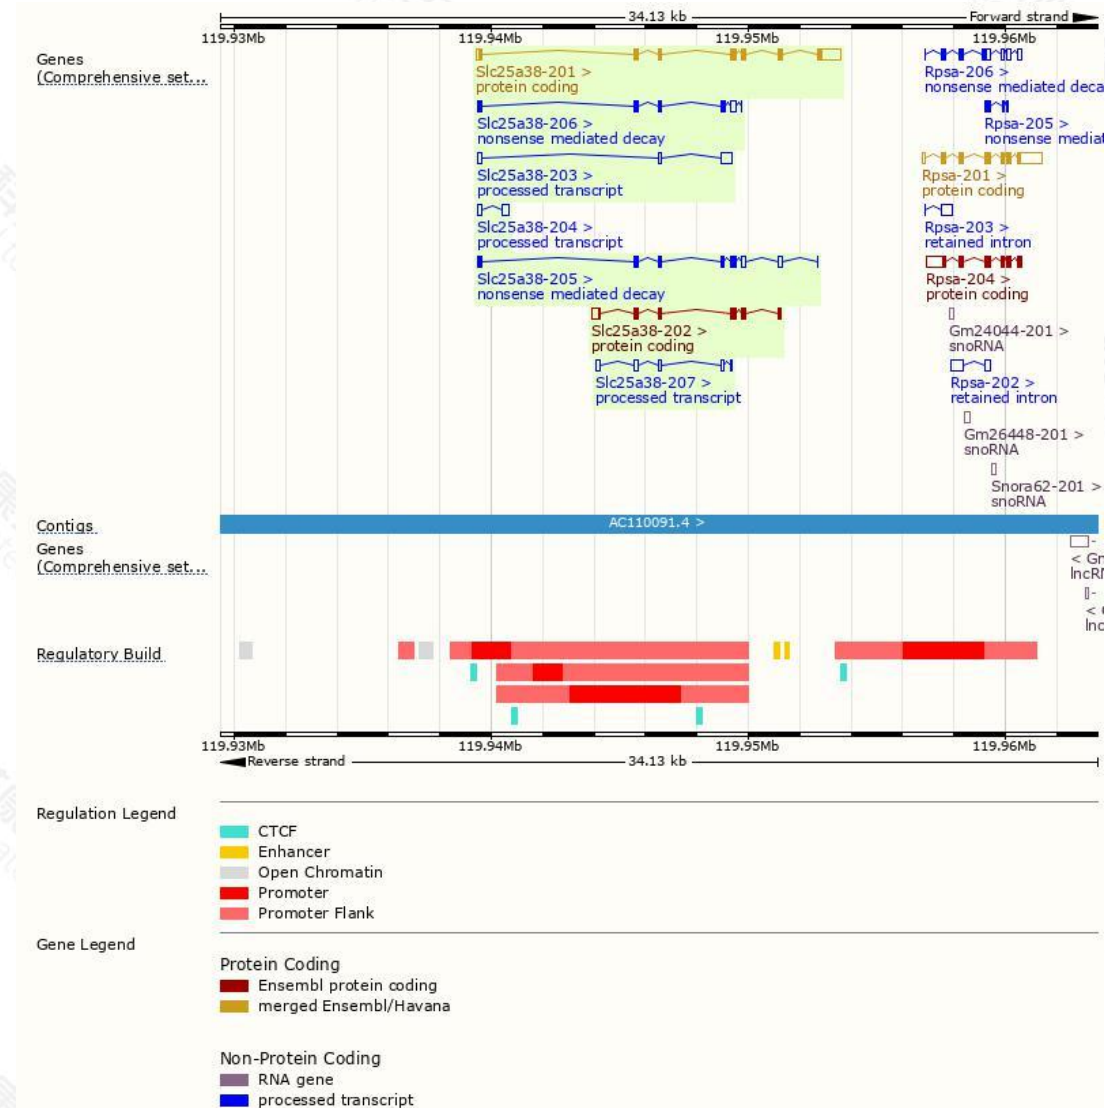 34.13 kb Forward strand
119.93Mb 119.94Mb 119.95Mb 119.96Mb
Genes
(Comprehensive set...
Slc25a38-201 >
protein coding
Rpsa-206 >
nonsense mediated deca
Slc25a38-206 >
nonsense mediated decay
Rpsa-205 >
nonsense mediat
Slc25a38-203 >
processed transcript
Rpsa-201 >
protein coding
Slc25a38-204 >
processed transcript
Rpsa-203 >
retained intron
Slc25a38-205 >
nonsense mediated decay
Rpsa-204 >
protein coding
Slc25a38-202 >
protein coding
Gm24044-201 >
snoRNA
Slc25a38-207 >
processed transcript
Rpsa-202 >
retained intron
Gm26448-201 >
snoRNA
Snora62-201 >
snoRNA
Contigs
AC110091.4 >
Genes
(Comprehensive set...
< Gm
lncRN
< G
lnc
Regulatory Build
119.93Mb 119.94Mb 119.95Mb 119.96Mb
Reverse strand 34.13 kb
Regulation Legend
CTCF
Enhancer
Open Chromatin
Promoter
Promoter Flank
Gene Legend
Protein Coding
Ensembl protein coding
merged Ensembl/Havana
Non-Protein Coding
RNA gene
processed transcript